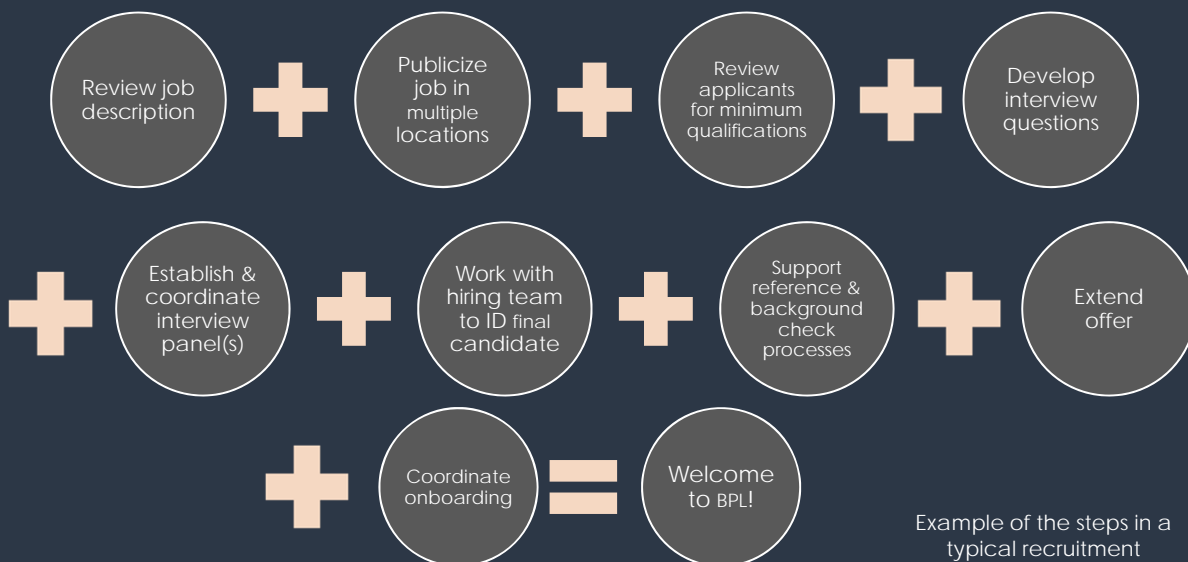 Review job
description
Publicize
job in
multiple
locations
Review
applicants
for minimum
qualifications
Develop
interview
questions
Establish &
coordinate
interview
panel(s)
Work with
hiring team
to ID final
candidate
Support
reference &
background
check
processes
Extend
offer
Coordinate
onboarding
Welcome
to BPL!
Example of the steps in a
typical recruitment